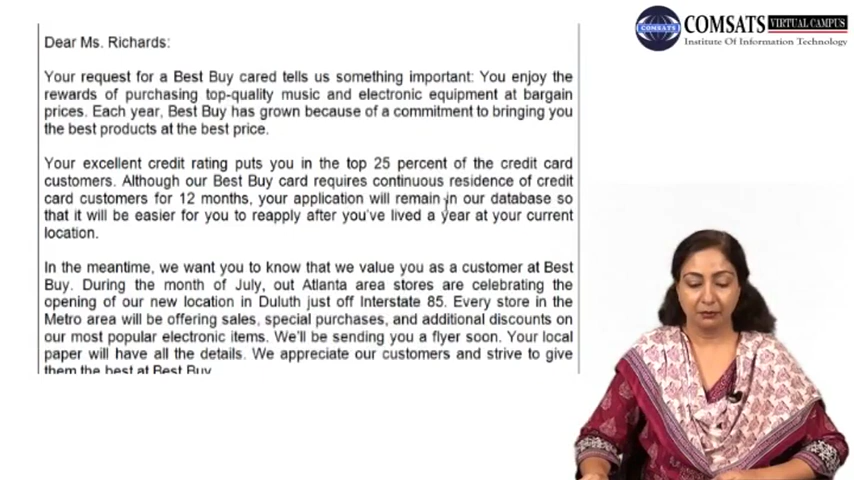 COMSATS VIRTUAL CAMPUS
COMSATS
Institute Of Information Technology
Dear Ms. Richards:
Your request for a Best Buy cared tells us something important: You enjoy the
rewards of purchasing top-quality music and electronic equipment at bargain
prices. Each year, Best Buy has grown because of a commitment to bringing you
the best products at the best price.
Your excellent credit rating puts you in the top 25 percent of the credit card
customers. Although our Best Buy card requires continuous residence of credit
card customers for 12 months, your application will remain in our database so
that it will be easier for you to reapply after you've lived a year at your current
location.
In the meantime, we want you to know that we value you as a customer at Best
Buy. During the month of July, out Atlanta area stores are celebrating the
opening of our new location in Duluth just off Interstate 85. Every store in the
Metro area will be offering sales, special purchases, and additional discounts on
our most popular electronic items. We'll be sending you a flyer soon. Your local
paper will have all the details. We appreciate our customers and strive to give
them the best at Best Buy